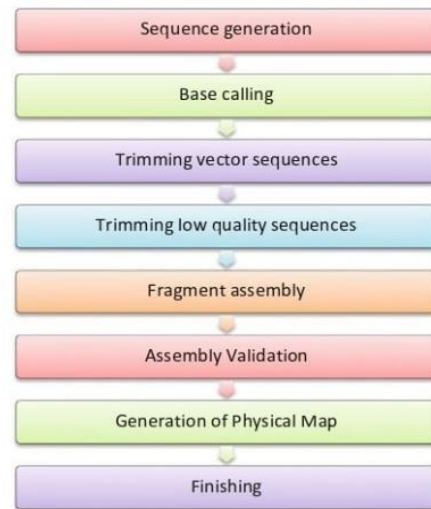 Sequence generation
Base calling
Trimming vector sequences
Trimming low quality sequences
Fragment assembly
Assembly Validation
Generation of Physical Map
Finishing